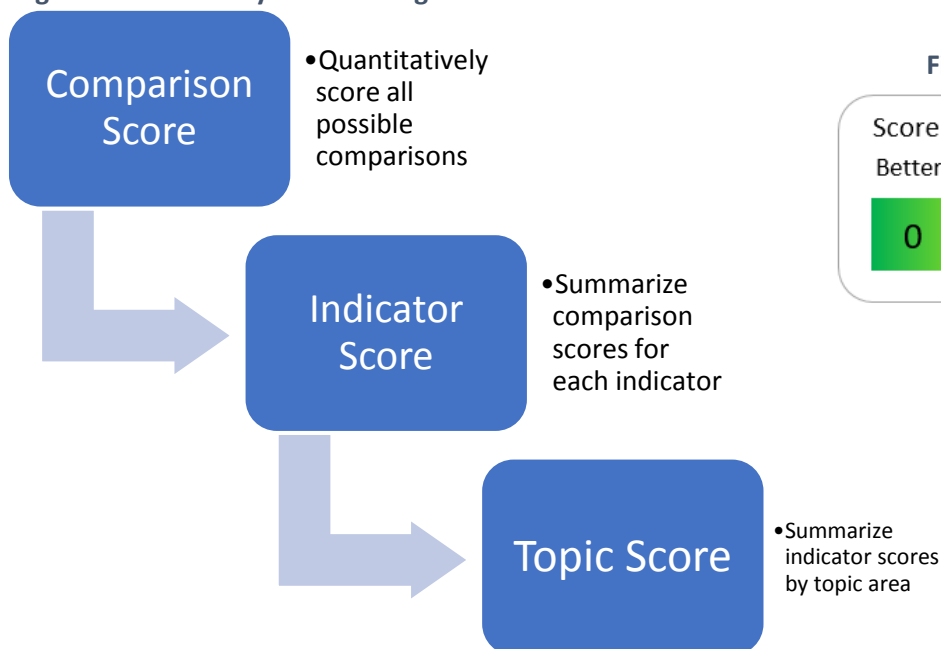 Comparison
Score
•Quantitatively
score all
possible
comparisons
F
Score
Better
0
Indicator
Score
•Summarize
comparison
scores for
each indicator
Topic Score
•Summarize
indicator scores
by topic area